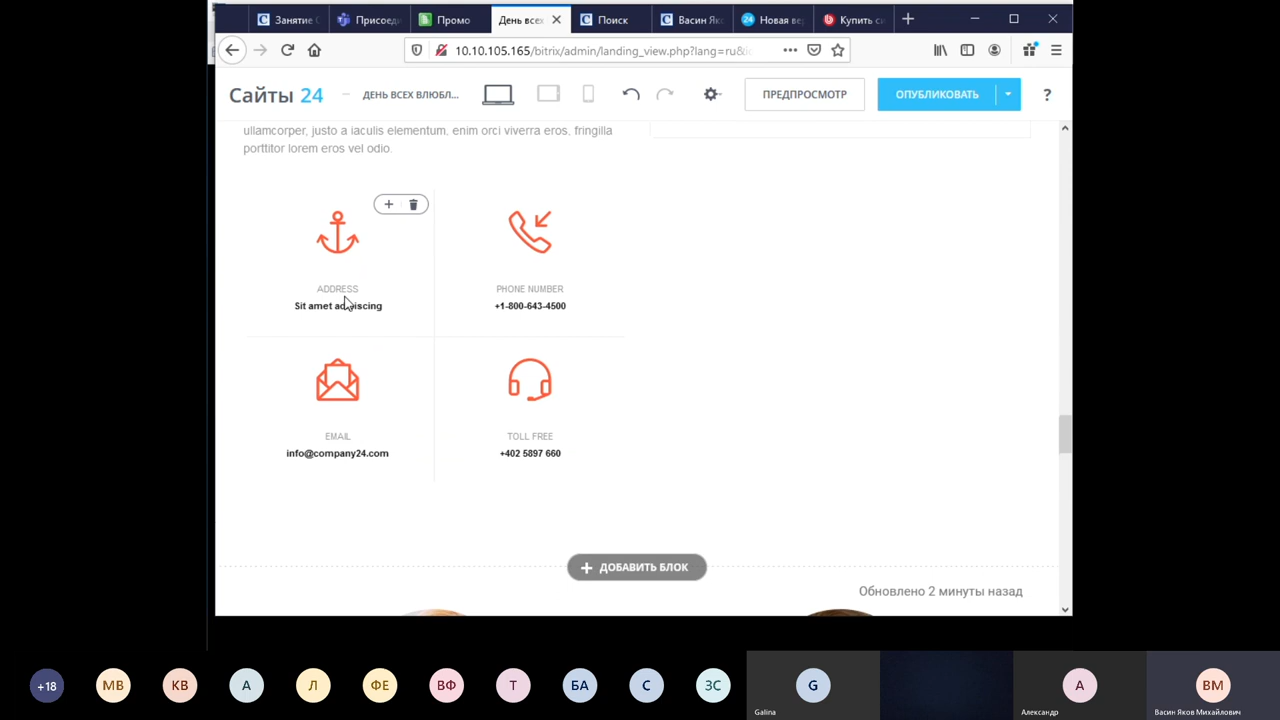 Занятие
Присоеди
Промо
День всех
Поиск
Васин Яко
Новая ве
Купить си
10.10.105.165/bitrix/admin/landing_view.php?lang=ru&
Сайты 24
ДЕНЬ ВСЕХ ВЛЮБЛ...
ПРЕДПРОСМОТР
ОПУБЛИКОВАТЬ
?
ullamcorper, justo a iaculis elementum, enim orci viverra eros, fringilla
porttitor lorem eros vel odio.
ADDRESS
Sit amet adipiscing
PHONE NUMBER
+1-800-643-4500
EMAIL
info@company24.com
TOLL FREE
+402 5897 660
+ ДОБАВИТЬ БЛОК
Обновлено 2 минуты назад
+18
МВ
КВ
А
Л
ФЕ
ВФ
Т
БА
С
ЗС
G
Galina
А
Александр
ВМ
Васин Яков Михайлович